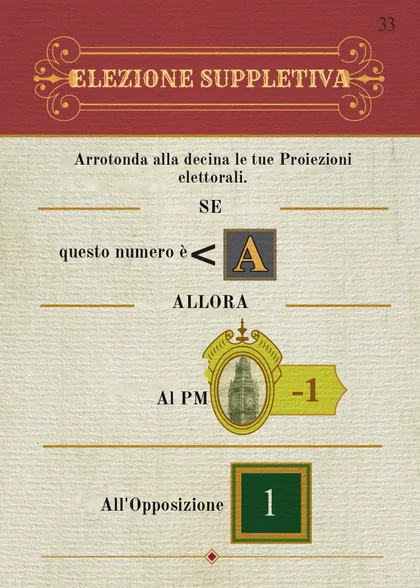 33
ELEZIONE SUPPLETIVA
Arrotonda alla decina le tue Proiezioni
elettorali.
SE
questo numero è < A
ALLORA
Al PM -1
All'Opposizione 1